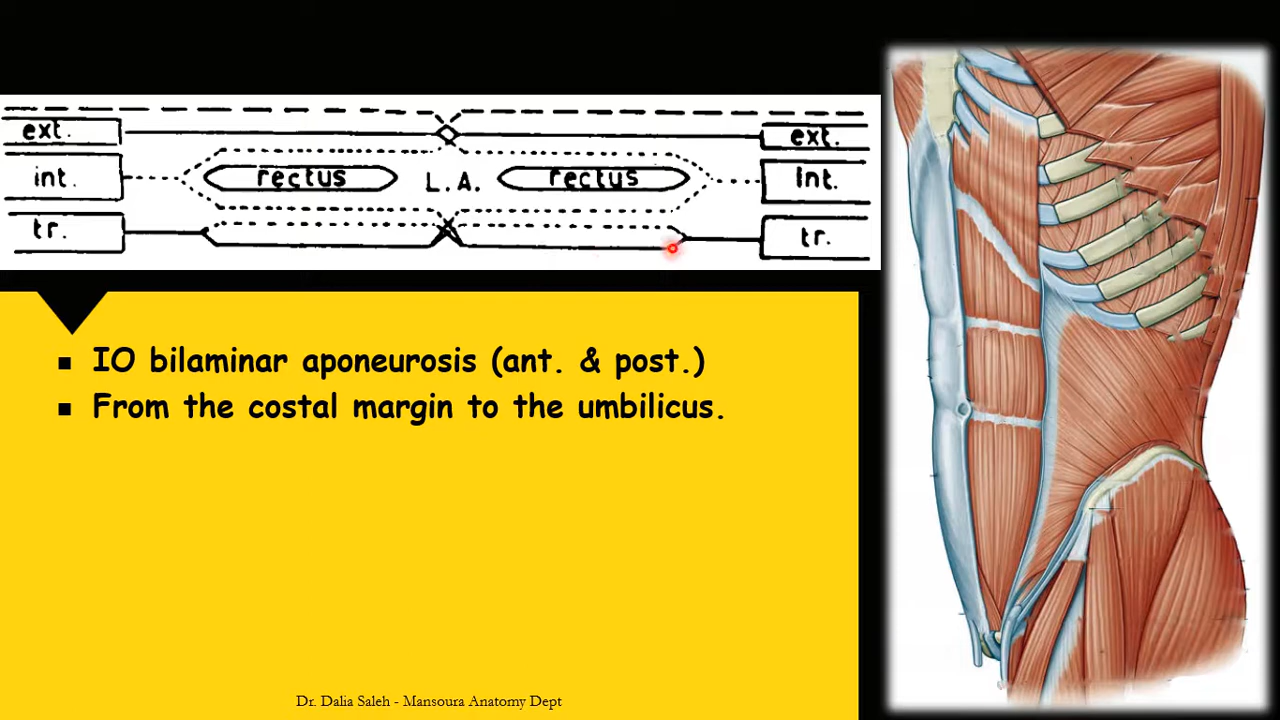 ext. ext.
int. rectus L.A. rectus Int.
tr. tr.
▪ IO bilaminar aponeurosis (ant. & post.)
▪ From the costal margin to the umbilicus.
Dr. Dalia Saleh - Mansoura Anatomy Dept